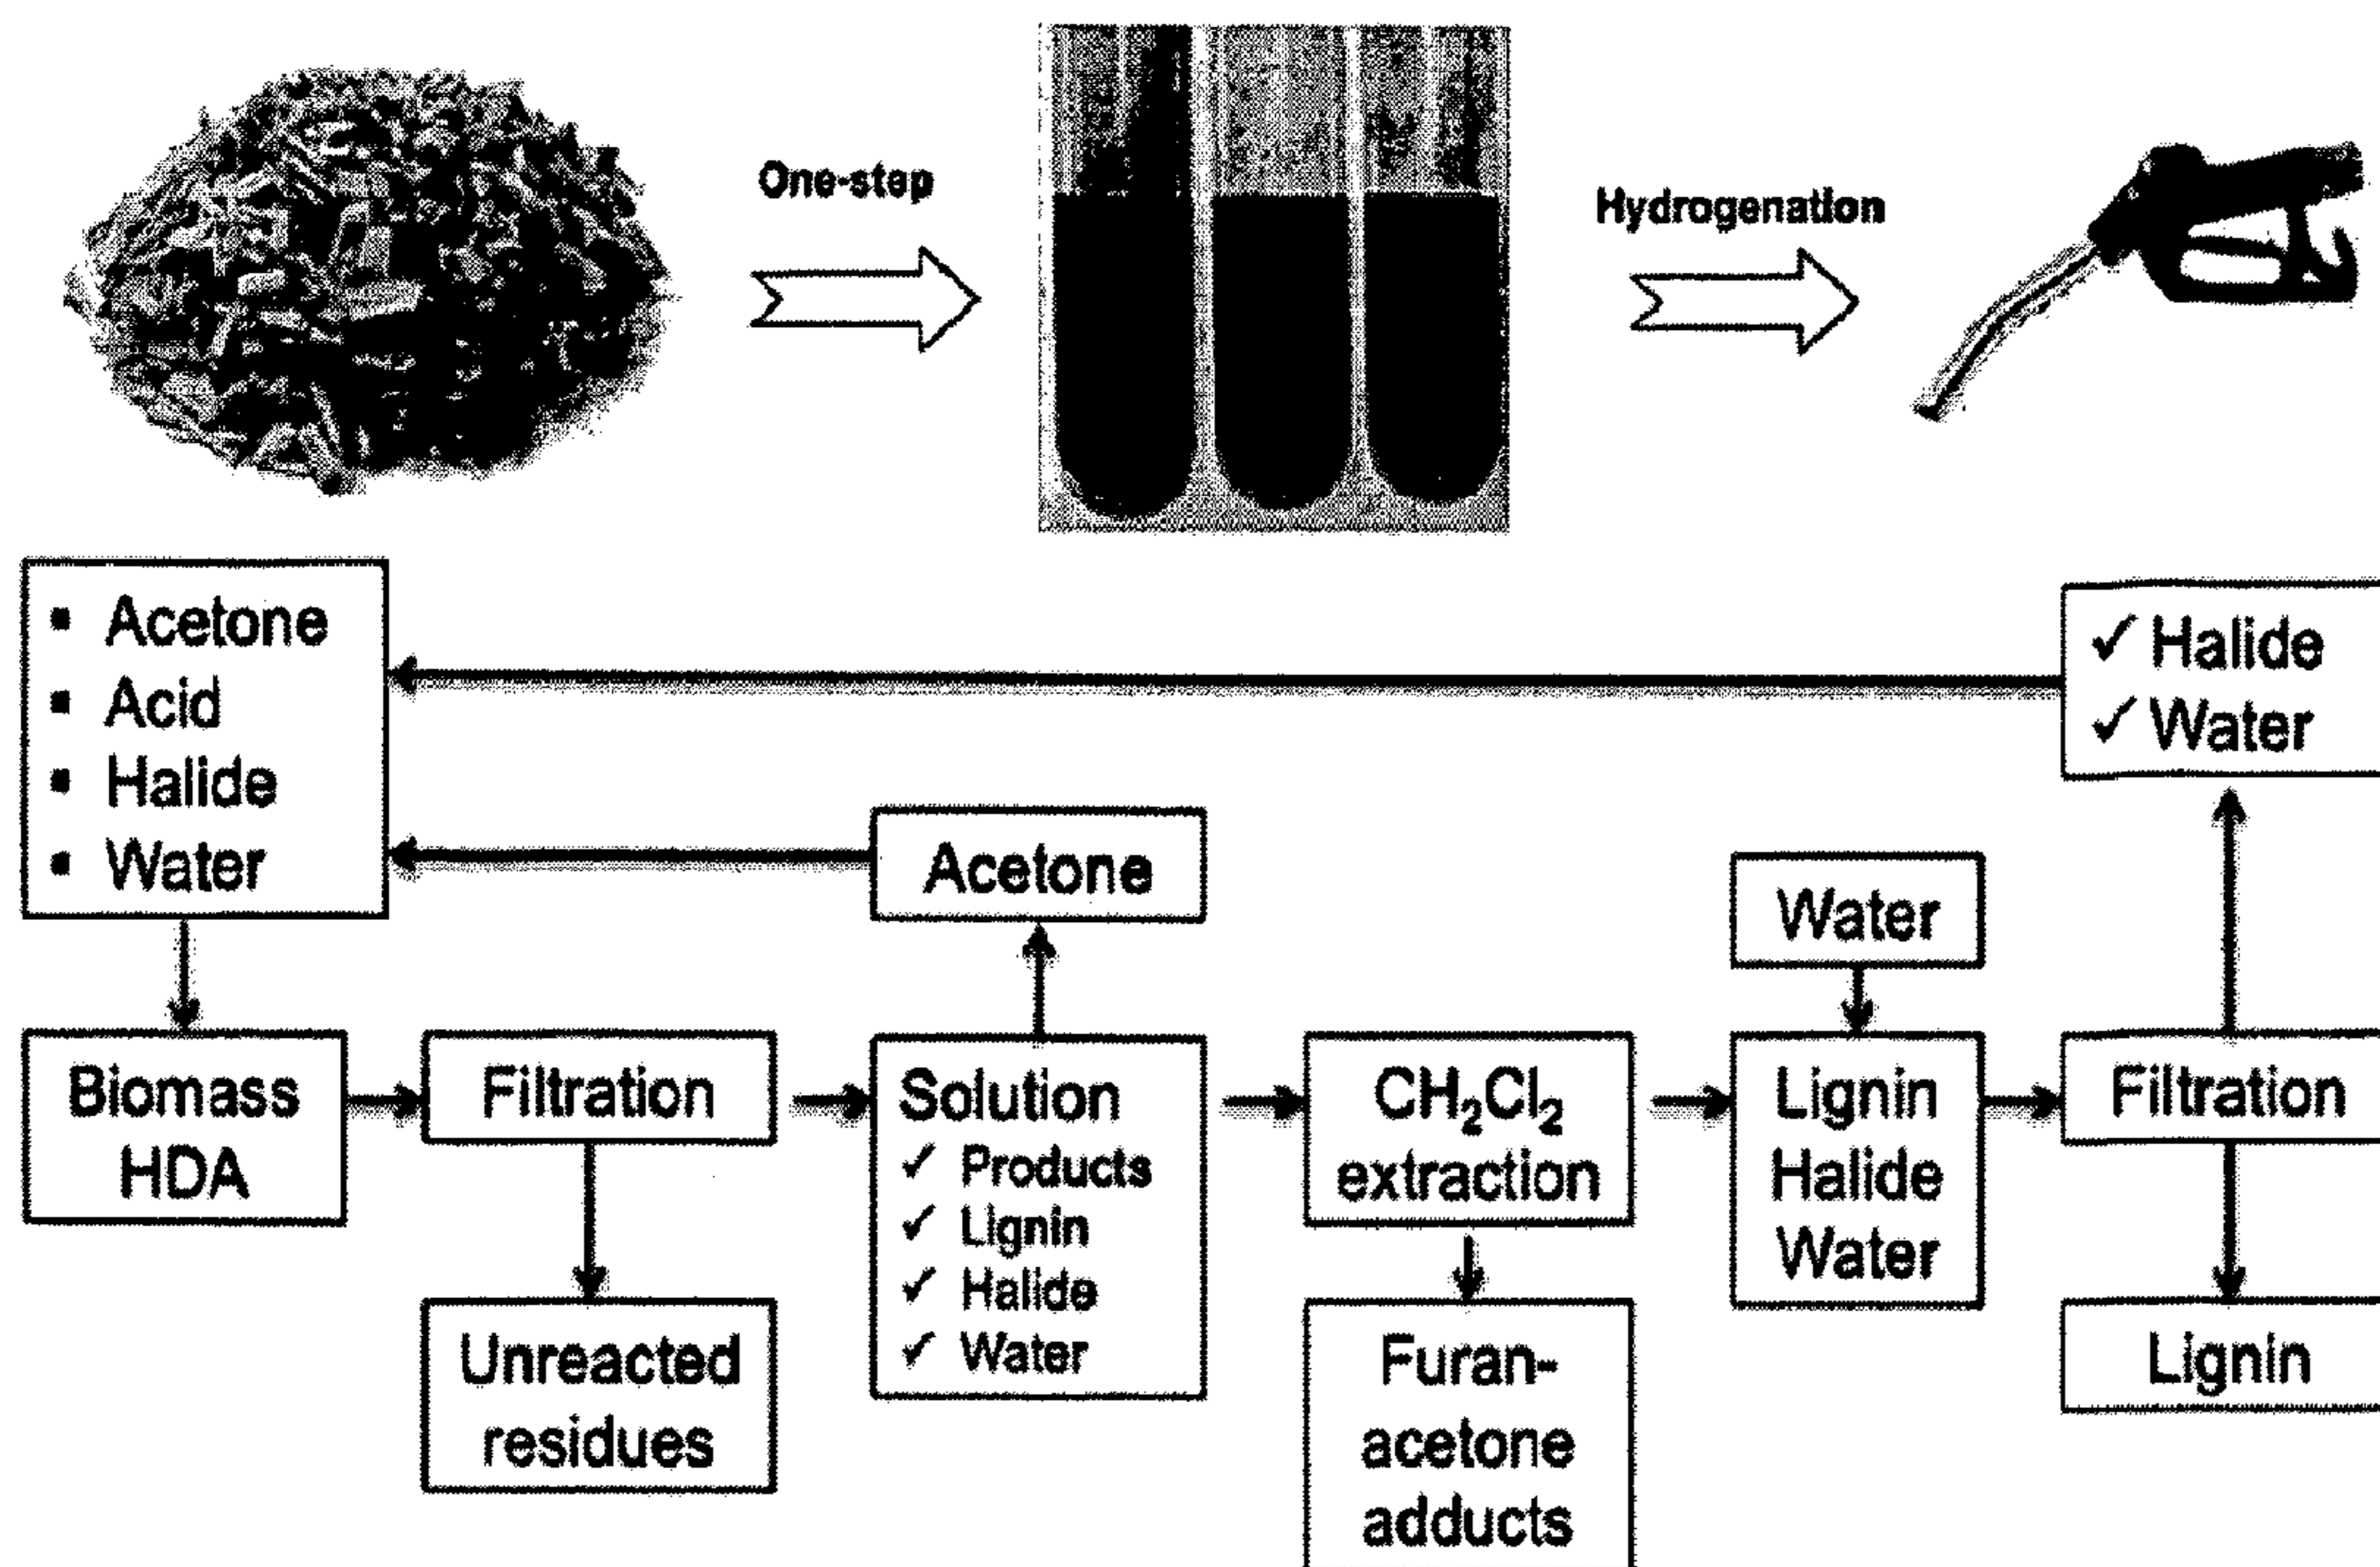 One-step
Hydrogenation
▪ Acetone
▪ Acid
▪ Halide
▪ Water
✓ Halide
✓ Water
Acetone
Water
Biomass
HDA
Filtration
Solution
✓ Products
✓ Lignin
✓ Halide
✓ Water
CH₂Cl₂
extraction
Lignin
Halide
Water
Filtration
Unreacted
residues
Furan-
acetone
adducts
Lignin